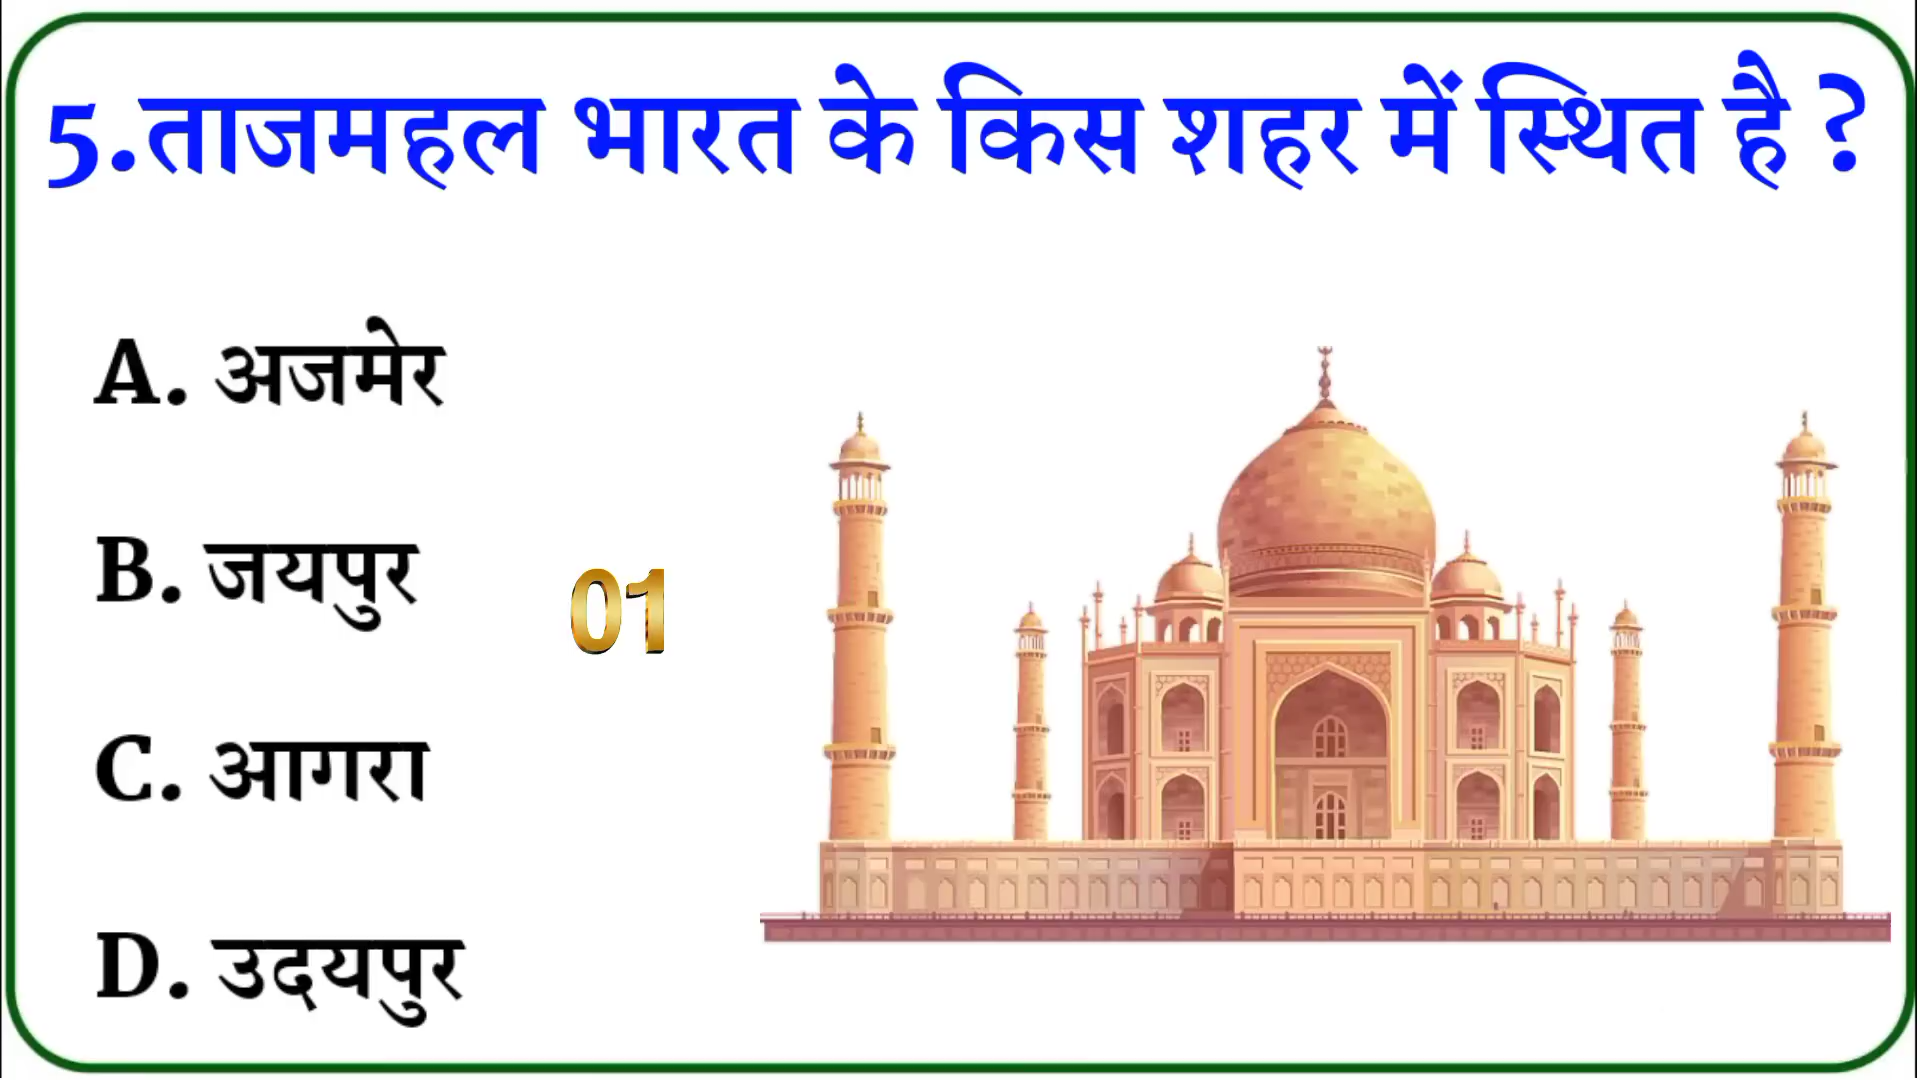 5.ताजमहल भारत के किस शहर में स्थित है ?
A. अजमेर
B. जयपुर
01
C. आगरा
D. उदयपुर